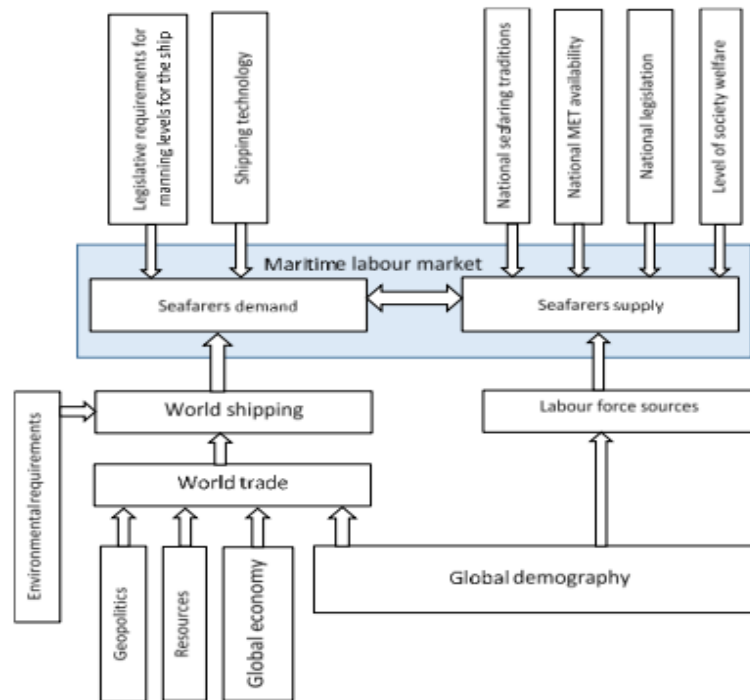 Legislative requirements for
manning levels for the ship
Shipping technology
National seafaring traditions
National MET availability
National legislation
Level of society welfare
Maritime labour market
Seafarers demand
Seafarers supply
World shipping
Labour force sources
Environmental requirements
World trade
Geopolitics
Resources
Global economy
Global demography